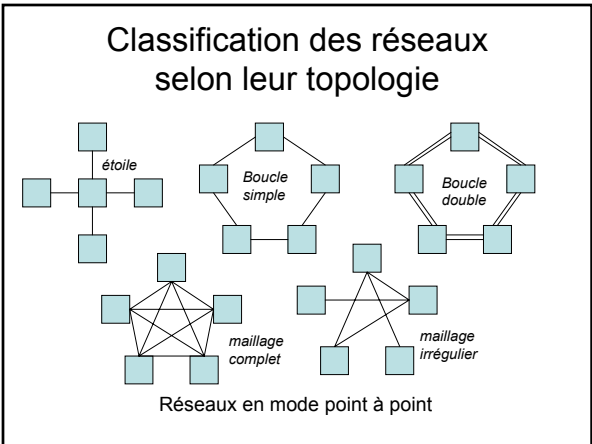 Classification des réseaux
selon leur topologie
étoile
Boucle
simple
Boucle
double
maillage
complet
maillage
irrégulier
Réseaux en mode point à point